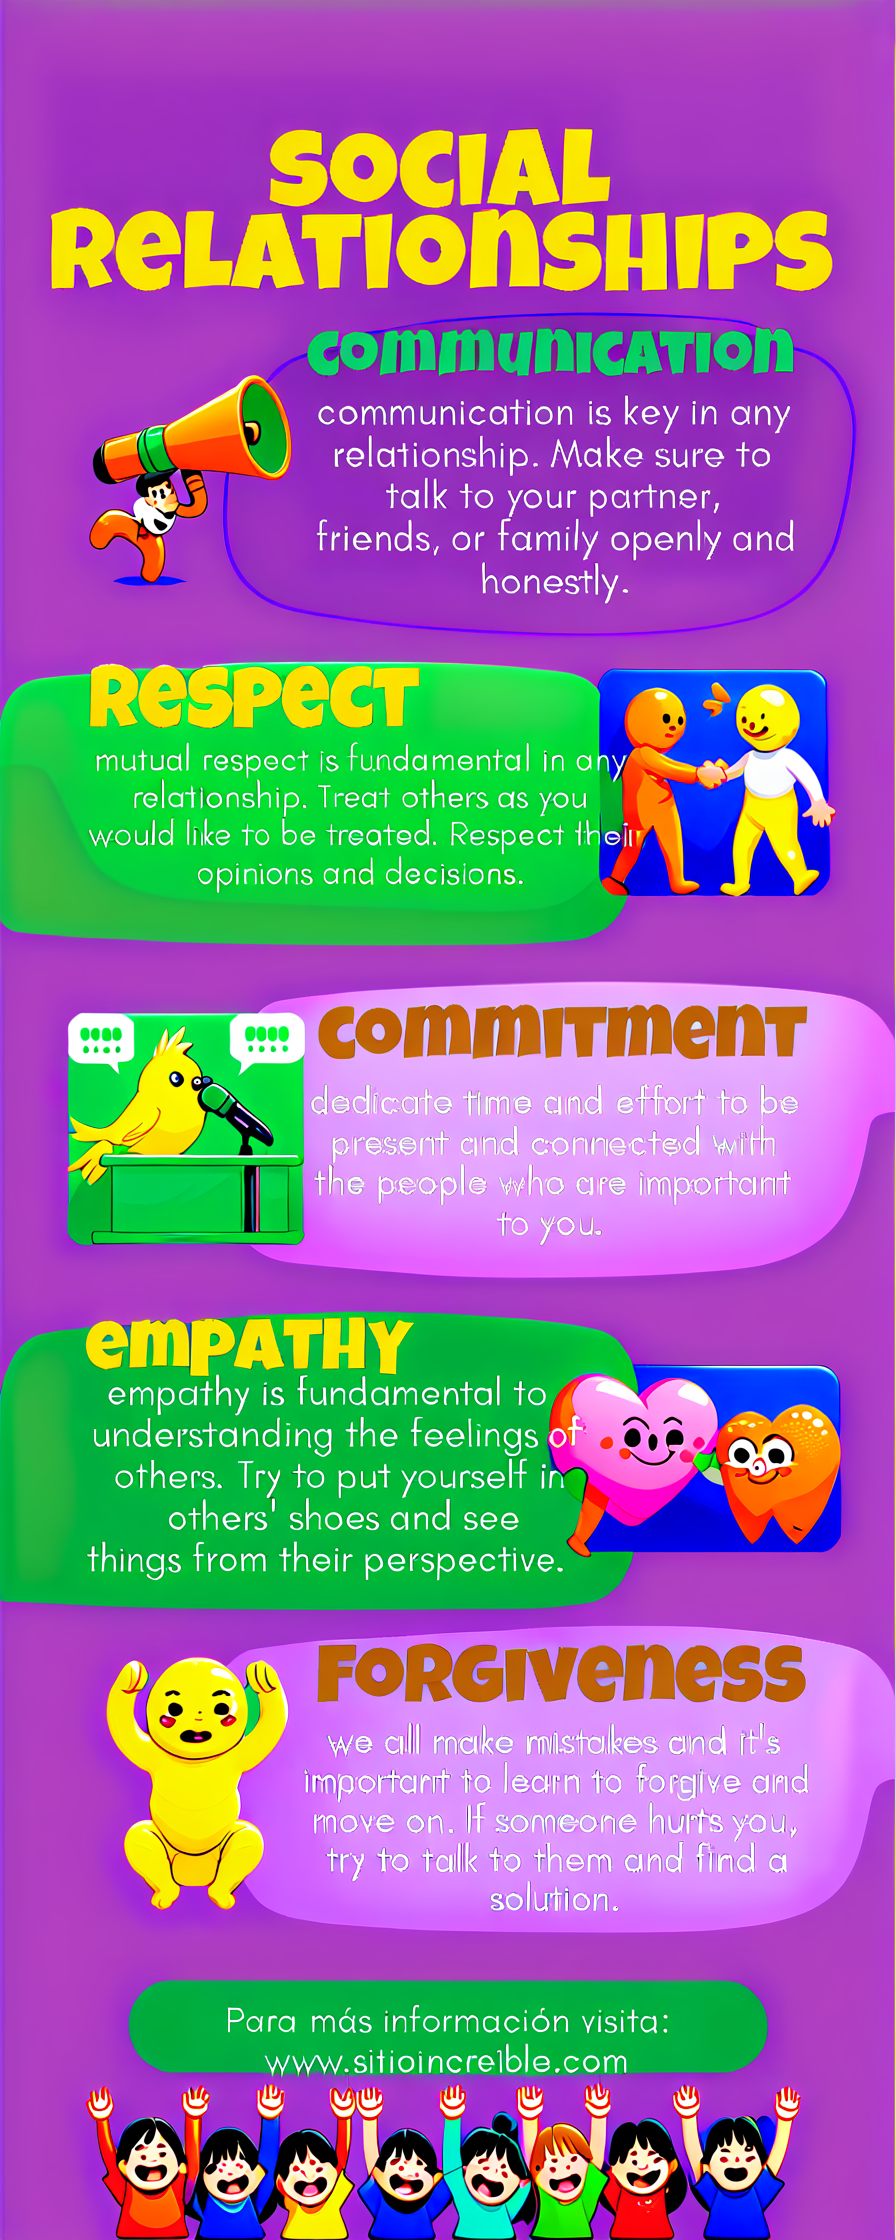 SOCIAL
RELATIONSHIPS
COMMUNICATION
communication is key in any
relationship. Make sure to
talk to your partner,
friends, or family openly and
honestly.
RESPECT
mutual respect is fundamental in any
relationship. Treat others as you
would like to be treated. Respect their
opinions and decisions.
COMMITMENT
dedicate time and effort to be
present and connected with
the people who are important
to you.
EMPATHY
empathy is fundamental to
understanding the feelings of
others. Try to put yourself in
others' shoes and see
things from their perspective.
FORGIVENESS
we all make mistakes and it's
important to learn to forgive and
move on. If someone hurts you,
try to talk to them and find a
solution.
Para más información visita:
www.sitioincre1ble.com